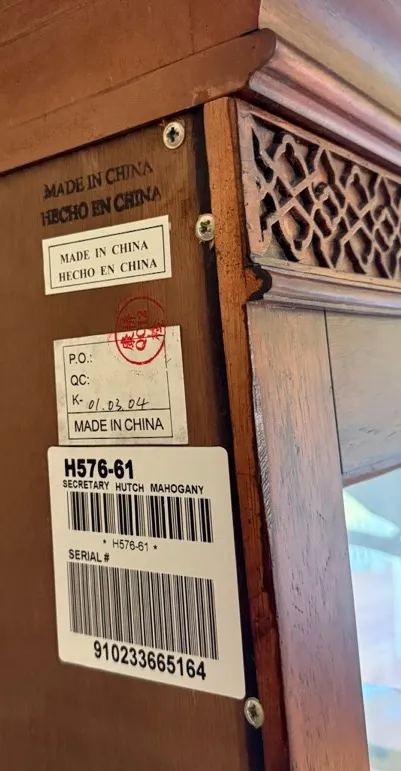 MADE IN CHINA
HECHO EN CHINA
MADE IN CHINA
HECHO EN CHINA
P.O.:
QC:
K- 01.03.04
MADE IN CHINA
H576-61
SECRETARY HUTCH MAHOGANY
* H576-61 *
SERIAL #
910233665164